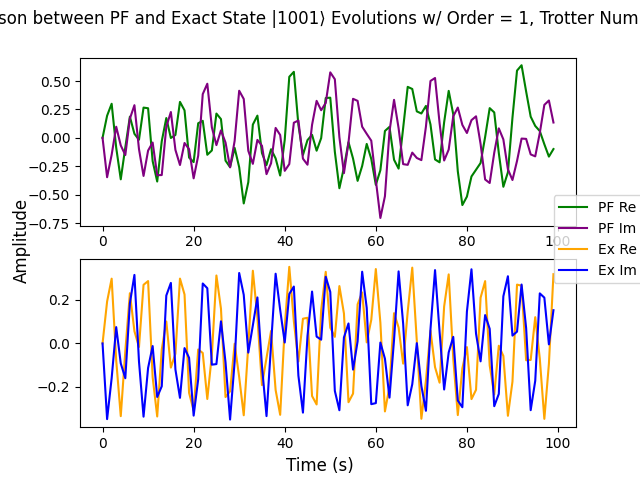 son between PF and Exact State |1001⟩ Evolutions w/ Order = 1, Trotter Num
0.50
0.25
0.00
−0.25
−0.50
−0.75
0 20 40 60 80 100
PF Re
PF Im
Ex Re
Ex Im
Amplitude
0.2
0.0
−0.2
0 20 40 60 80 100
Time (s)